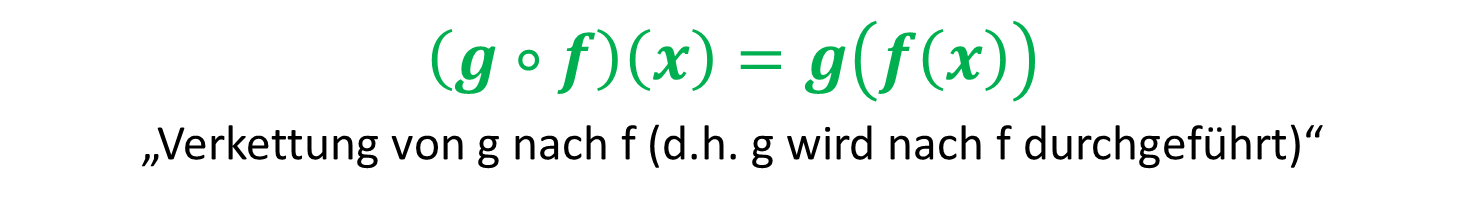 (g ∘ f)(x) = g(f(x))
„Verkettung von g nach f (d.h. g wird nach f durchgeführt)“